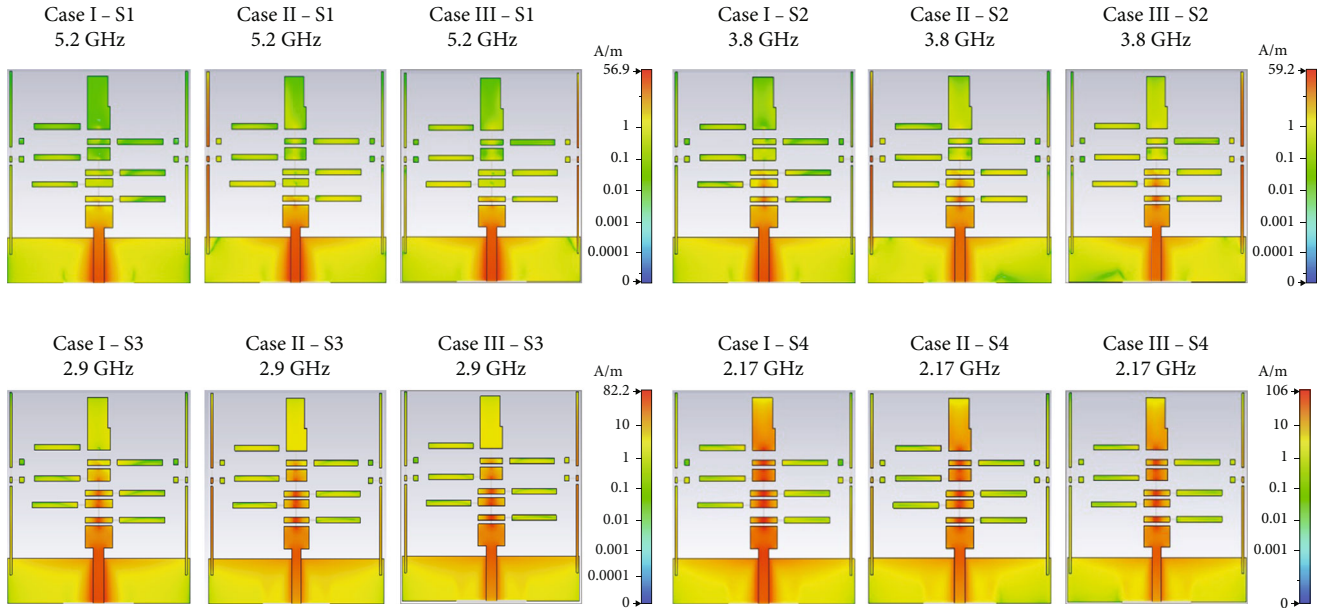 Case I – S1
5.2 GHz
Case II – S1
5.2 GHz
Case III – S1
5.2 GHz
A/m
56.9
1
0.1
0.01
0.001
0.0001
0
Case I – S2
3.8 GHz
Case II – S2
3.8 GHz
Case III – S2
3.8 GHz
A/m
59.2
1
0.1
0.01
0.001
0.0001
0
Case I – S3
2.9 GHz
Case II – S3
2.9 GHz
Case III – S3
2.9 GHz
A/m
82.2
10
1
0.1
0.01
0.001
0.0001
0
Case I – S4
2.17 GHz
Case II – S4
2.17 GHz
Case III – S4
2.17 GHz
A/m
106
10
1
0.1
0.01
0.001
0